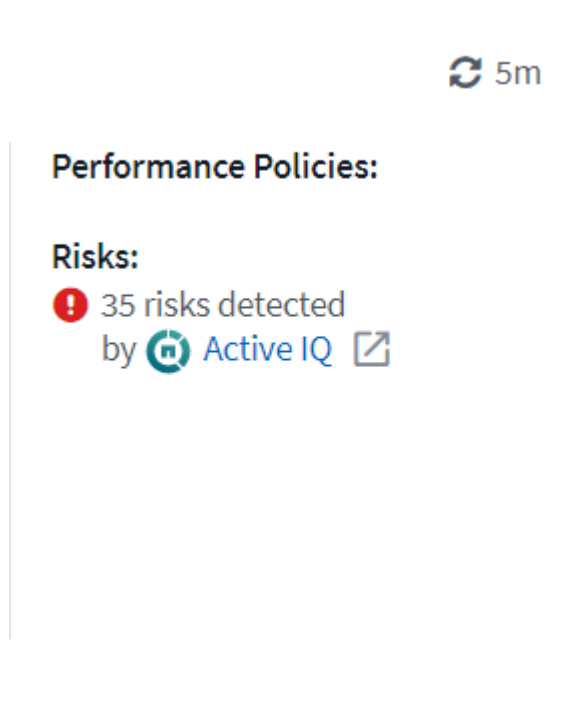 5m
Performance Policies:
Risks:
35 risks detected
by Active IQ